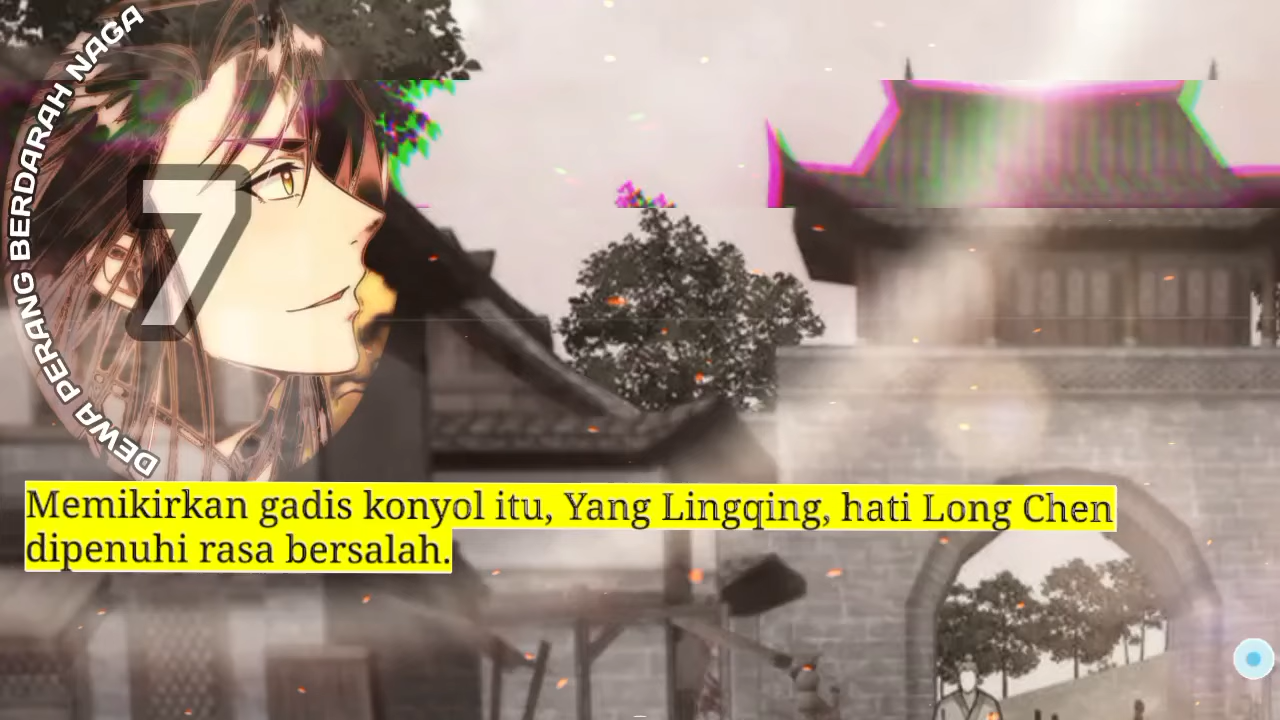 DEWA PERANG BERDARAH NAGA
7
Memikirkan gadis konyol itu, Yang Lingqing, hati Long Chen
dipenuhi rasa bersalah.